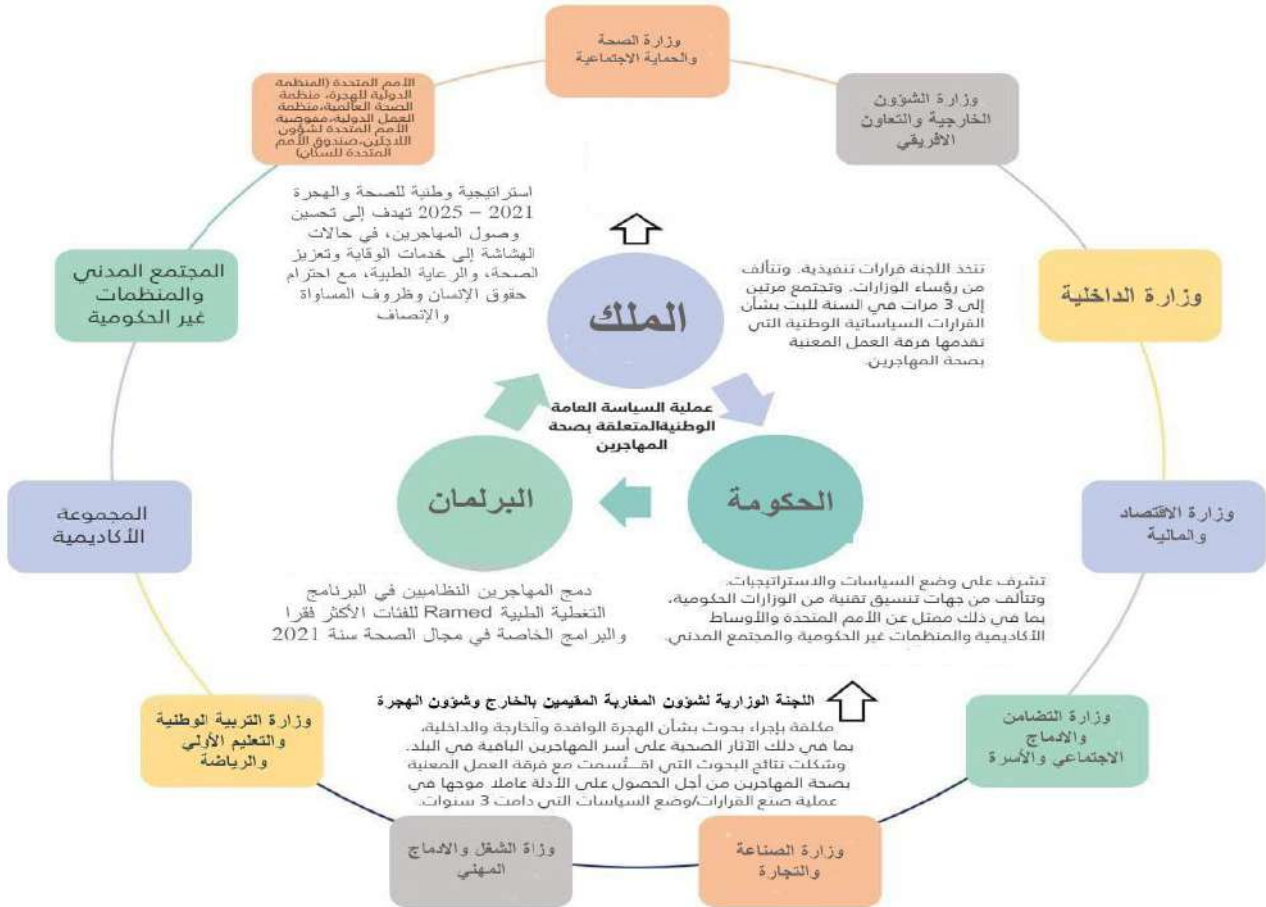 وزارة الصحة
والحماية الاجتماعية
الأمم المتحدة (المنظمة
الدولية للهجرة، منظمة
الصحة العالمية،منظمة
العمل الدولية،مفوضية
الأمم المتحدة لشؤون
اللاجئين،صندوق الأمم
المتحدة للسكان)
وزارة الشؤون
الخارجية والتعاون
الافريقي
استراتيجية وطنية للصحة والهجرة
2021 – 2025 تهدف إلى تحسين
وصول المهاجرين، في حالات
الهشاشة إلى خدمات الوقاية وتعزيز
الصحة، والرعاية الطبية، مع احترام
حقوق الإنسان وظروف المساواة
والإنصاف
المجتمع المدني
والمنظمات
غير الحكومية
تتخذ اللجنة قرارات تنفيذية. وتتألف
من رؤساء الوزارات. وتجتمع مرتين
إلى 3 مرات في السنة للبت بشأن
القرارات السياساتية الوطنية التي
تقدمها فرقة العمل المعنية
بصحة المهاجرين.
وزارة الداخلية
الملك
عملية السياسة العامة
الوطنيةالمتعلقة بصحة
المهاجرين
البرلمان
الحكومة
المجموعة
الأكاديمية
وزارة الاقتصاد
والمالية
دمج المهاجرين النظاميين في البرنامج
التغطية الطبية Ramed للفئات الأكثر فقرا
والبرامج الخاصة في مجال الصحة سنة 2021
تشرف على وضع السياسات والاستراتيجيات.
وتتألف من جهات تنسيق تقنية من الوزارات الحكومية،
بما في ذلك ممثل عن الأمم المتحدة والأوساط
الأكاديمية والمنظمات غير الحكومية والمجتمع المدني.
اللجنة الوزارية لشؤون المغاربة المقيمين بالخارج وشؤون الهجرة
مكلفة بإجراء بحوث بشأن الهجرة الوافدة والخارجة والداخلية،
بما في ذلك الآثار الصحية على أسر المهاجرين الباقية في البلد.
وشكلت نتائج البحوث التي اقـــتُسمت مع فرقة العمل المعنية
بصحة المهاجرين من أجل الحصول على الأدلة عاملا موجها في
عملية صنع القرارات/وضع السياسات التي دامت 3 سنوات.
وزارة التربية الوطنية
والتعليم الأولي
والرياضة
وزارة التضامن
والادماج
الاجتماعي والأسرة
وزاة الشغل والادماج
المهني
وزارة الصناعة
والتجارة